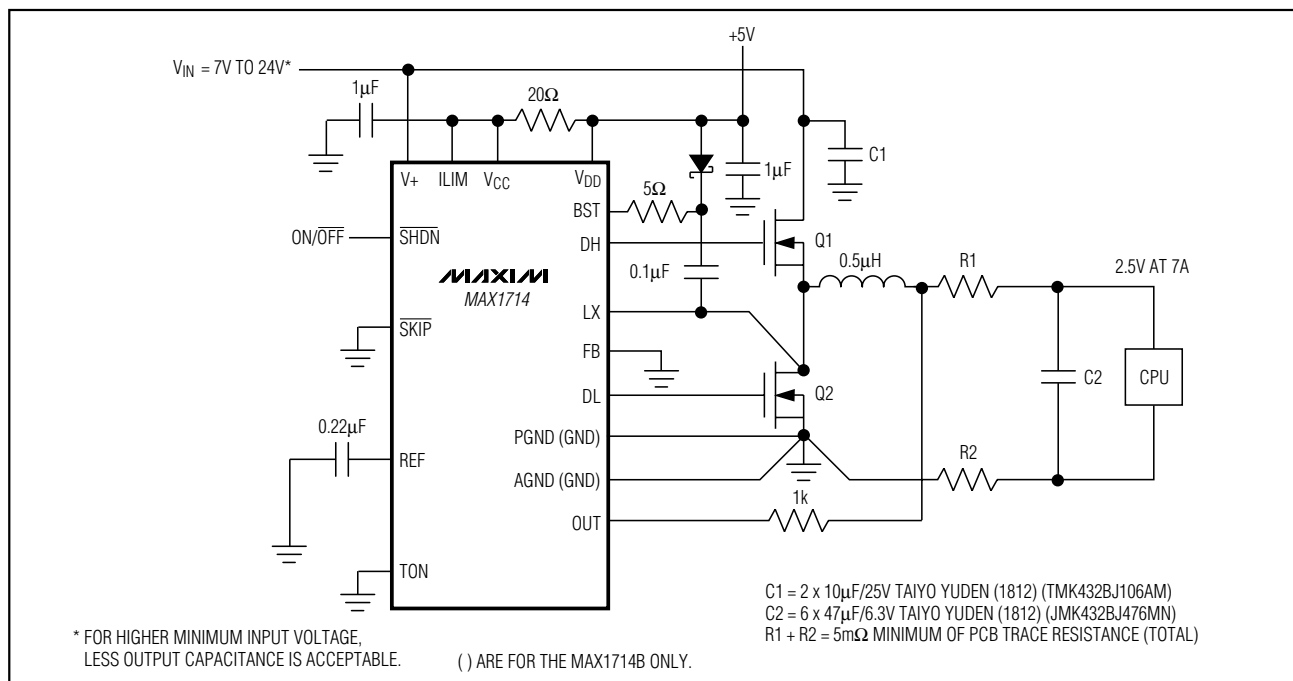 +5V
VIN = 7V TO 24V*
1µF
20Ω
C1
1µF
V+
ILIM
VCC
VDD
5Ω
BST
ON/OFF
SHDN
DH
Q1
MAXIM
MAX1714
0.1µF
0.5µH
R1
2.5V AT 7A
LX
SKIP
FB
C2
CPU
DL
Q2
0.22µF
PGND (GND)
REF
R2
AGND (GND)
1k
OUT
TON
C1 = 2 x 10µF/25V TAIYO YUDEN (1812) (TMK432BJ106AM)
C2 = 6 x 47µF/6.3V TAIYO YUDEN (1812) (JMK432BJ476MN)
R1 + R2 = 5mΩ MINIMUM OF PCB TRACE RESISTANCE (TOTAL)
* FOR HIGHER MINIMUM INPUT VOLTAGE,
LESS OUTPUT CAPACITANCE IS ACCEPTABLE.
( ) ARE FOR THE MAX1714B ONLY.